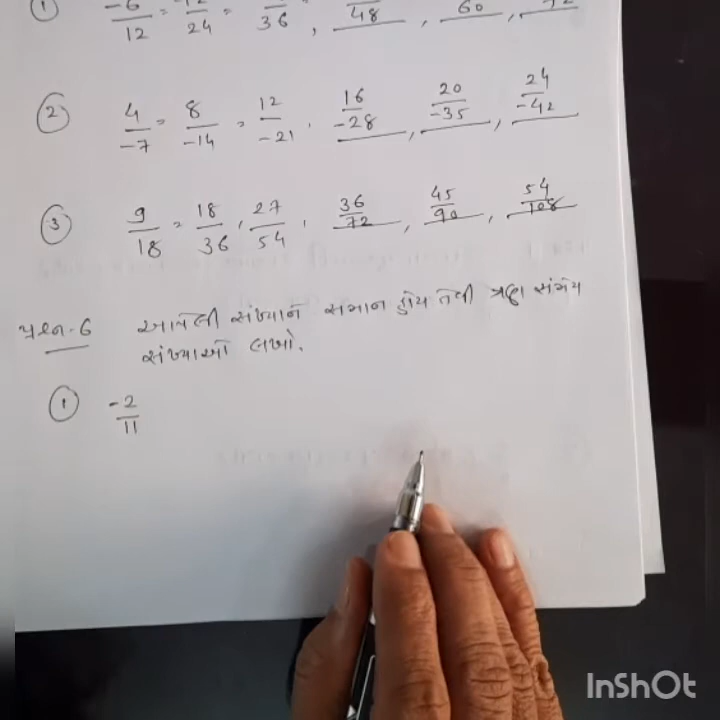 ① -6/12 = 12/24 = /36, /48, /60, /72
② 4/-7 = 8/-14 = 12/-21, 16/-28, 20/-35, 24/-42
③ 9/18 = 18/36, 27/54, 36/72, 45/90, 54/108
પ્રશ્ન-6 આપેલી સંખ્યાને સમાન હોય તેવી ત્રણ સંમેય
સંખ્યાઓ લખો.
① -2/11
InShOt